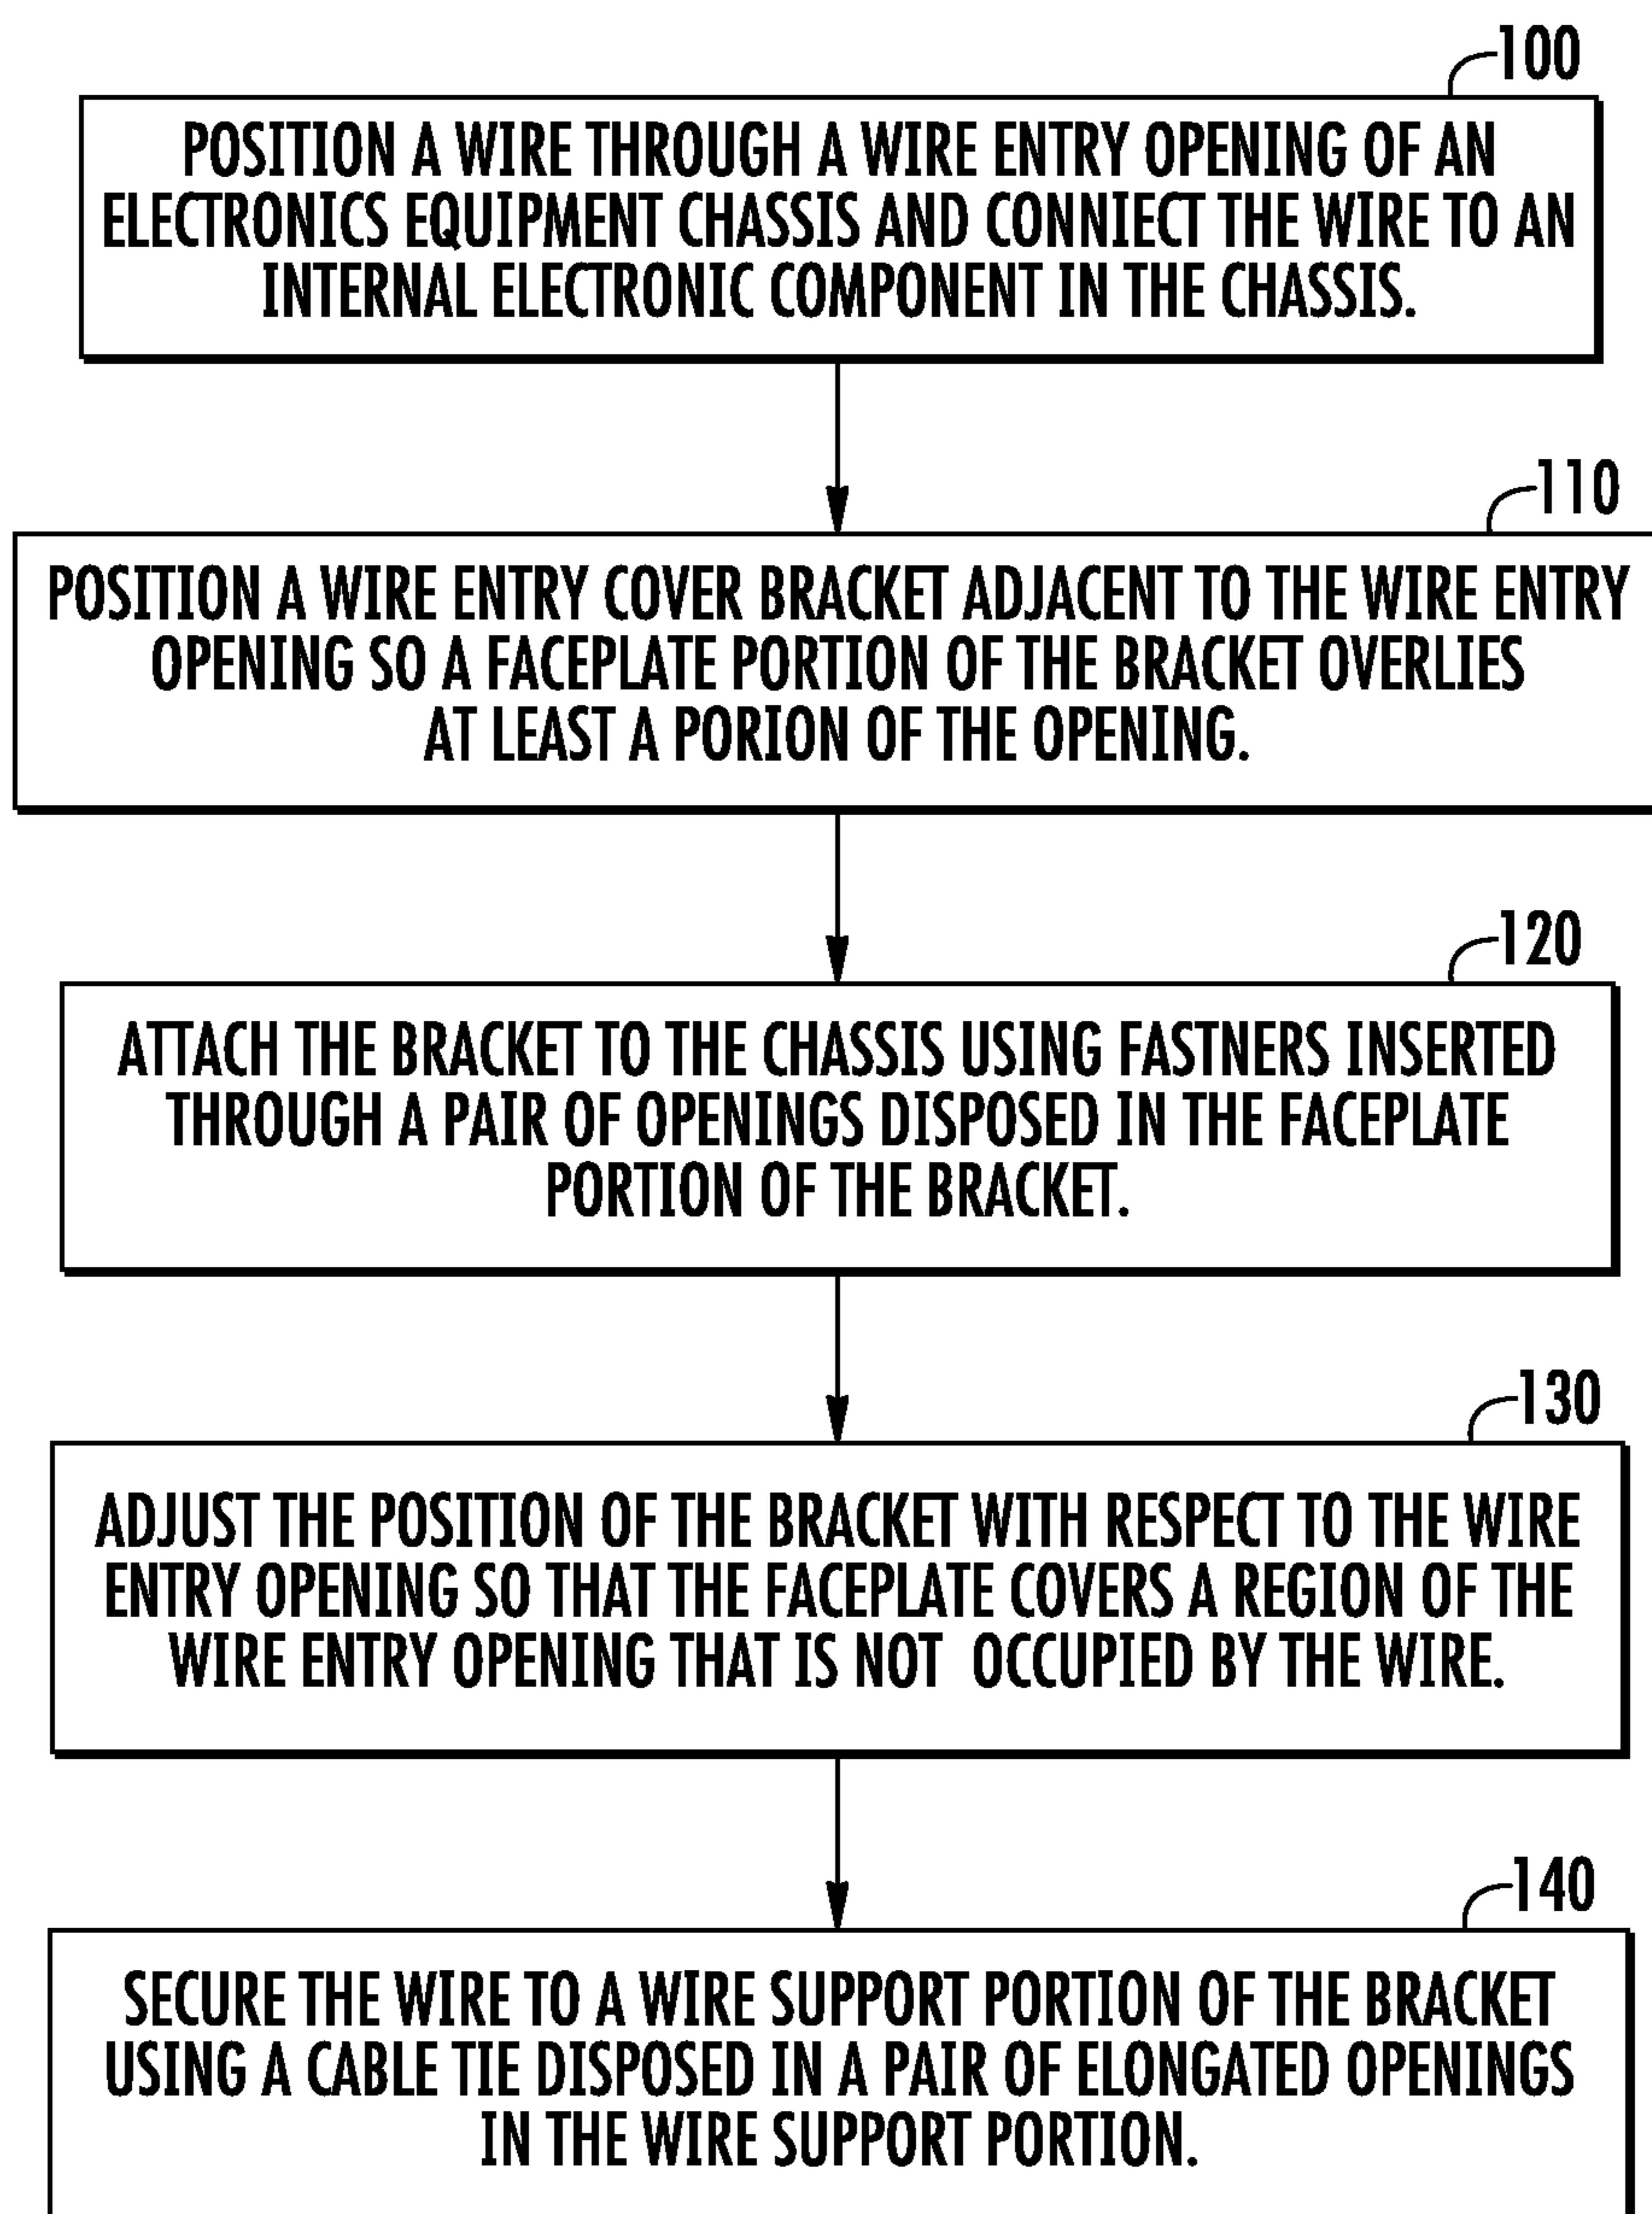 100
POSITION A WIRE THROUGH A WIRE ENTRY OPENING OF AN
ELECTRONICS EQUIPMENT CHASSIS AND CONNIECT THE WIRE TO AN
INTERNAL ELECTRONIC COMPONENT IN THE CHASSIS.
110
POSITION A WIRE ENTRY COVER BRACKET ADJACENT TO THE WIRE ENTRY
OPENING SO A FACEPLATE PORTION OF THE BRACKET OVERLIES
AT LEAST A PORION OF THE OPENING.
120
ATTACH THE BRACKET TO THE CHASSIS USING FASTNERS INSERTED
THROUGH A PAIR OF OPENINGS DISPOSED IN THE FACEPLATE
PORTION OF THE BRACKET.
130
ADJUST THE POSITION OF THE BRACKET WITH RESPECT TO THE WIRE
ENTRY OPENING SO THAT THE FACEPLATE COVERS A REGION OF THE
WIRE ENTRY OPENING THAT IS NOT OCCUPIED BY THE WIRE.
140
SECURE THE WIRE TO A WIRE SUPPORT PORTION OF THE BRACKET
USING A CABLE TIE DISPOSED IN A PAIR OF ELONGATED OPENINGS
IN THE WIRE SUPPORT PORTION.